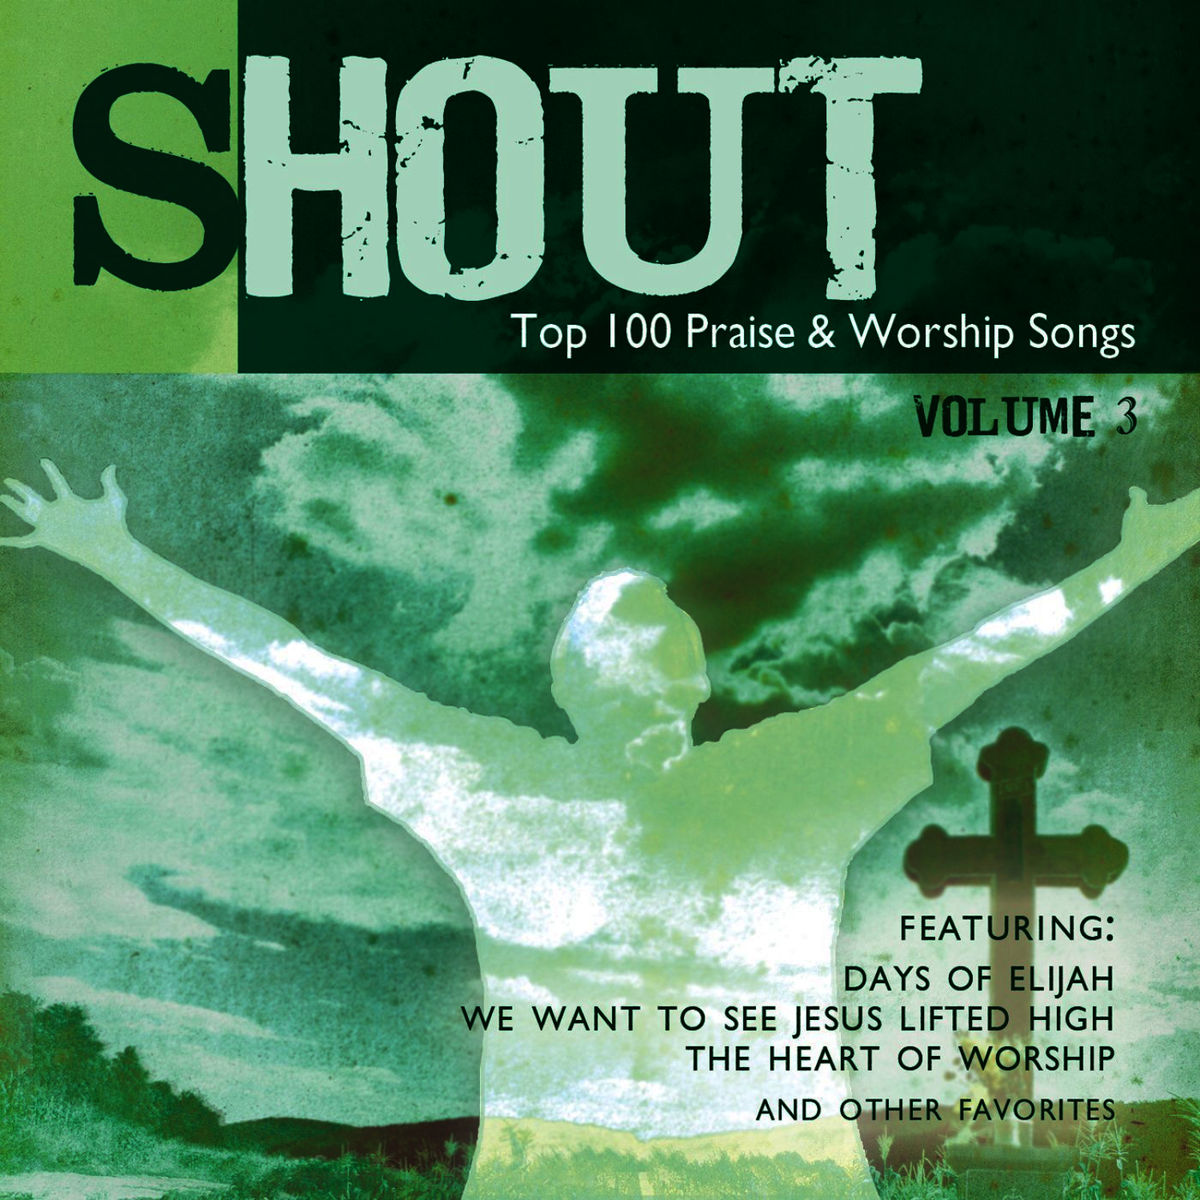 SHOUT
Top 100 Praise & Worship Songs
VOLUME 3
FEATURING:
DAYS OF ELIJAH
WE WANT TO SEE JESUS LIFTED HIGH
THE HEART OF WORSHIP
AND OTHER FAVORITES